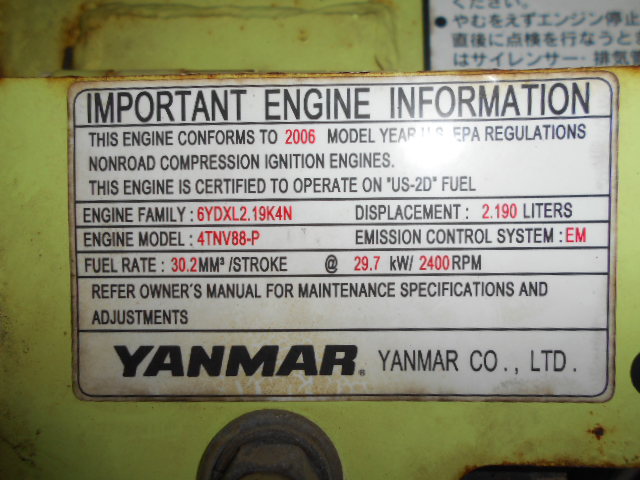 ください。
●やむをえずエンジン停止
直後に点検を行なうとき
はサイレンサー・排気
IMPORTANT ENGINE INFORMATION
THIS ENGINE CONFORMS TO 2006 MODEL YEAR U.S. EPA REGULATIONS
NONROAD COMPRESSION IGNITION ENGINES.
THIS ENGINE IS CERTIFIED TO OPERATE ON "US-2D" FUEL
ENGINE FAMILY : 6YDXL2.19K4N DISPLACEMENT : 2.190 LITERS
ENGINE MODEL : 4TNV88-P EMISSION CONTROL SYSTEM : EM
FUEL RATE : 30.2MM³/STROKE @ 29.7 kW/ 2400RPM
REFER OWNER'S MANUAL FOR MAINTENANCE SPECIFICATIONS AND
ADJUSTMENTS
YANMAR® YANMAR CO., LTD.